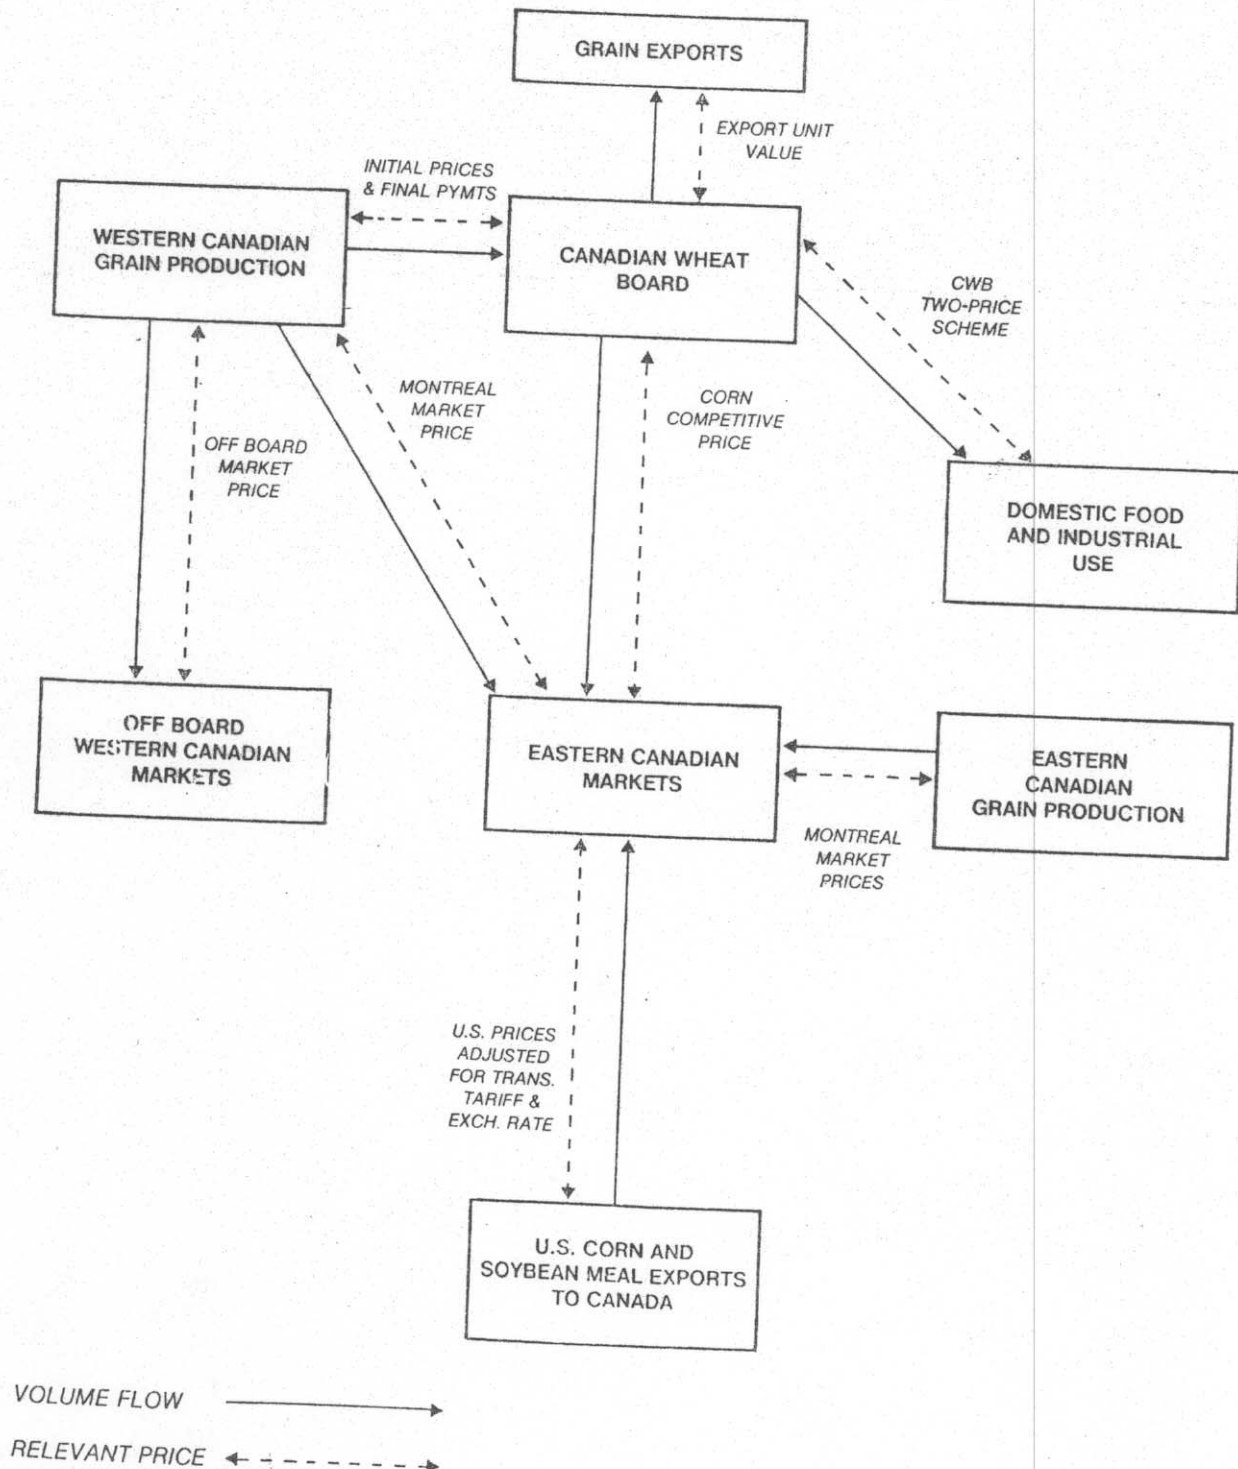 GRAIN EXPORTS
EXPORT UNIT
VALUE
INITIAL PRICES
& FINAL PYMTS
WESTERN CANADIAN
GRAIN PRODUCTION
CANADIAN WHEAT
BOARD
CWB
TWO-PRICE
SCHEME
MONTREAL
MARKET
PRICE
CORN
COMPETITIVE
PRICE
OFF BOARD
MARKET
PRICE
DOMESTIC FOOD
AND INDUSTRIAL
USE
OFF BOARD
WESTERN CANADIAN
MARKETS
EASTERN CANADIAN
MARKETS
EASTERN
CANADIAN
GRAIN PRODUCTION
MONTREAL
MARKET
PRICES
U.S. PRICES
ADJUSTED
FOR TRANS.
TARIFF &
EXCH. RATE
U.S. CORN AND
SOYBEAN MEAL EXPORTS
TO CANADA
VOLUME FLOW
RELEVANT PRICE